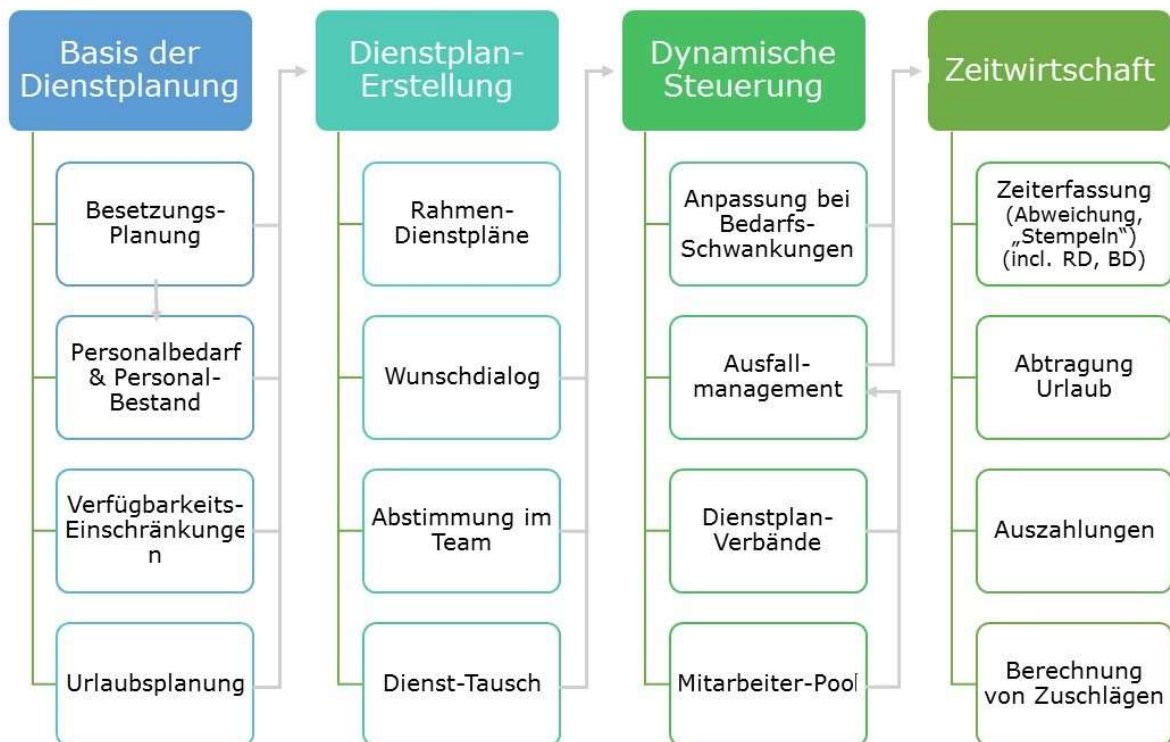 Basis der
Dienstplanung
Besetzungs-
Planung
Personalbedarf
& Personal-
Bestand
Verfügbarkeits-
Einschränkunge
n
Urlaubsplanung
Dienstplan-
Erstellung
Rahmen-
Dienstpläne
Wunschdialog
Abstimmung im
Team
Dienst-Tausch
Dynamische
Steuerung
Anpassung bei
Bedarfs-
Schwankungen
Ausfall-
management
Dienstplan-
Verbände
Mitarbeiter-Pool
Zeitwirtschaft
Zeiterfassung
(Abweichung,
„Stempeln“)
(incl. RD, BD)
Abtragung
Urlaub
Auszahlungen
Berechnung
von Zuschlägen